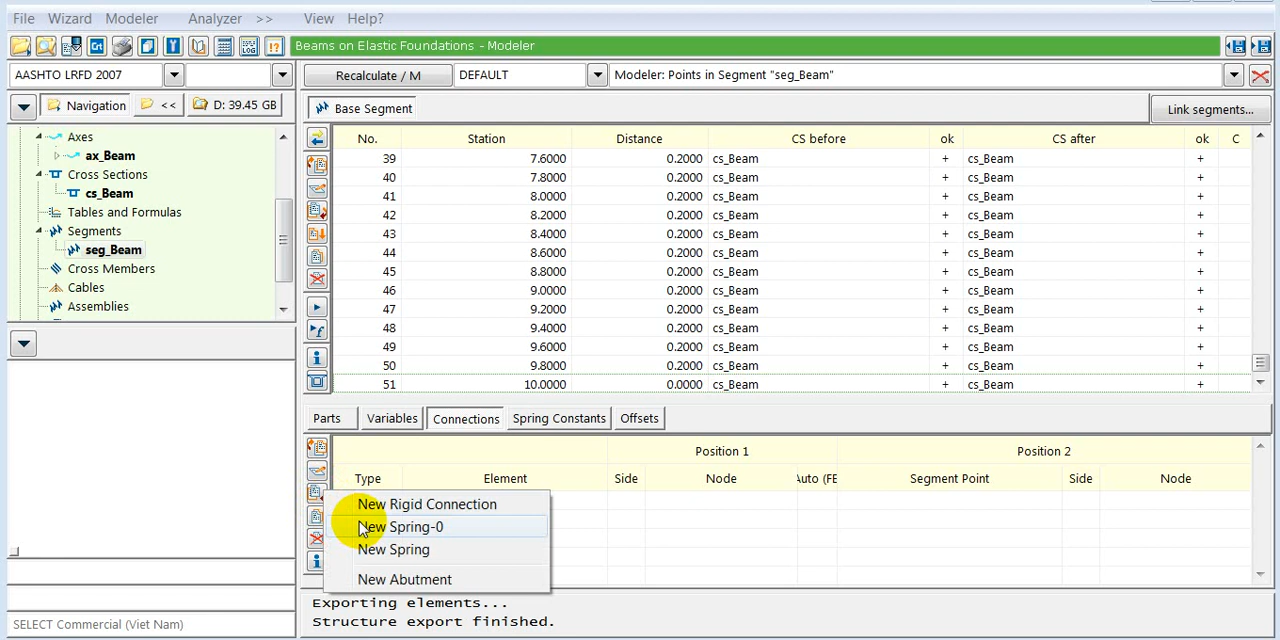 File Wizard Modeler Analyzer >> View Help?
Beams on Elastic Foundations - Modeler
AASHTO LRFD 2007 Recalculate / M DEFAULT Modeler: Points in Segment "seg_Beam"
Navigation << D: 39.45 GB Base Segment Link segments...
Axes
ax_Beam
Cross Sections
cs_Beam
Tables and Formulas
Segments
seg_Beam
Cross Members
Cables
Assemblies
No. Station Distance CS before ok CS after ok C
39 7.6000 0.2000 cs_Beam + cs_Beam +
40 7.8000 0.2000 cs_Beam + cs_Beam +
41 8.0000 0.2000 cs_Beam + cs_Beam +
42 8.2000 0.2000 cs_Beam + cs_Beam +
43 8.4000 0.2000 cs_Beam + cs_Beam +
44 8.6000 0.2000 cs_Beam + cs_Beam +
45 8.8000 0.2000 cs_Beam + cs_Beam +
46 9.0000 0.2000 cs_Beam + cs_Beam +
47 9.2000 0.2000 cs_Beam + cs_Beam +
48 9.4000 0.2000 cs_Beam + cs_Beam +
49 9.6000 0.2000 cs_Beam + cs_Beam +
50 9.8000 0.2000 cs_Beam + cs_Beam +
51 10.0000 0.0000 cs_Beam + cs_Beam +
Parts Variables Connections Spring Constants Offsets
Position 1 Position 2
Type Element Side Node Auto (FE Segment Point Side Node
New Rigid Connection
New Spring-0
New Spring
New Abutment
Exporting elements...
Structure export finished.
SELECT Commercial (Viet Nam)